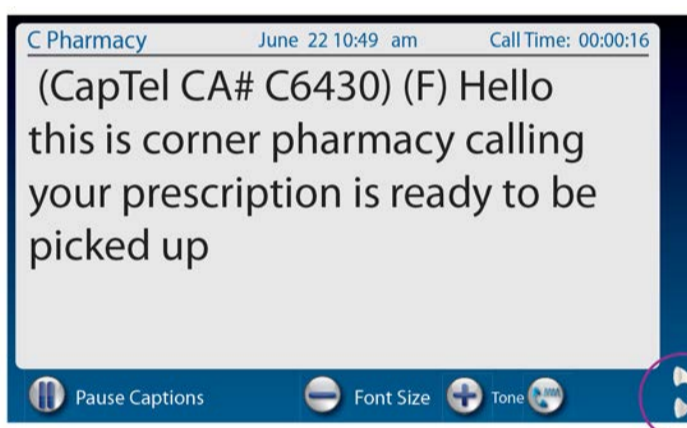 C Pharmacy June 22 10:49 am Call Time: 00:00:16
(CapTel CA# C6430) (F) Hello
this is corner pharmacy calling
your prescription is ready to be
picked up
Pause Captions Font Size Tone